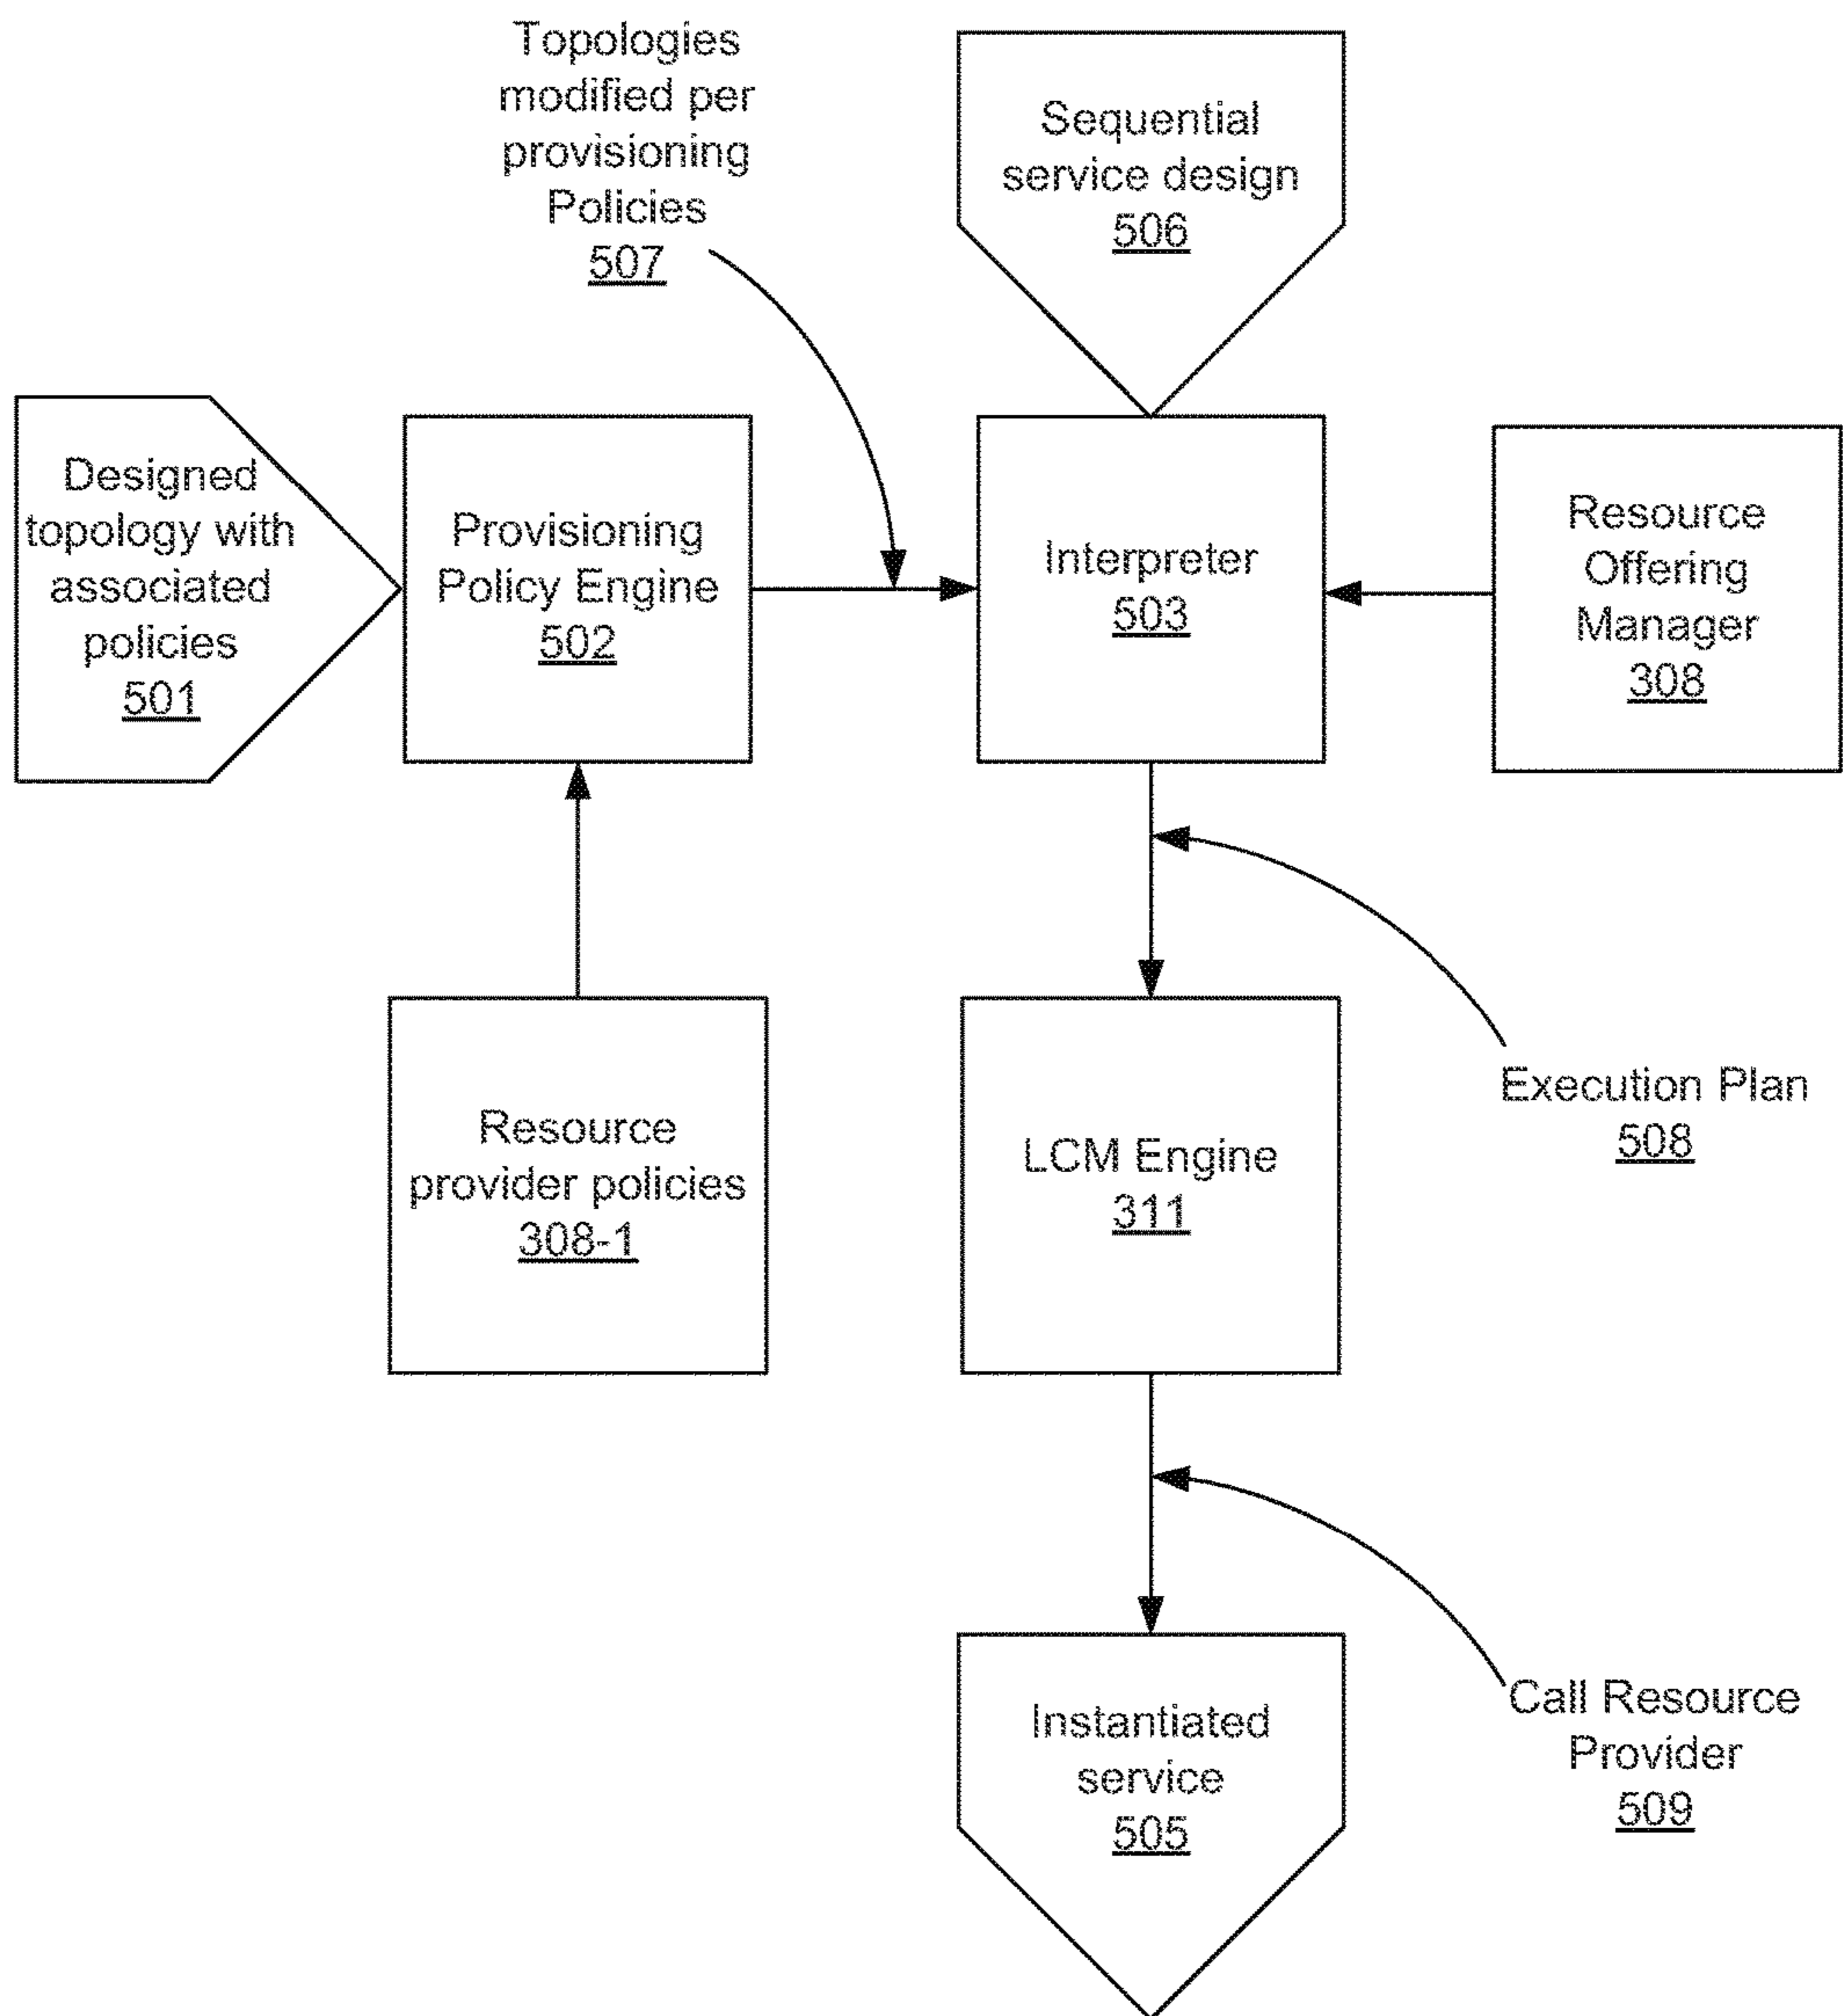 Topologies
modified per
provisioning
Policies
507
Sequential
service design
506
Designed
topology with
associated
policies
501
Provisioning
Policy Engine
502
Interpreter
503
Resource
Offering
Manager
308
Resource
provider policies
308-1
LCM Engine
311
Execution Plan
508
Instantiated
service
505
Call Resource
Provider
509